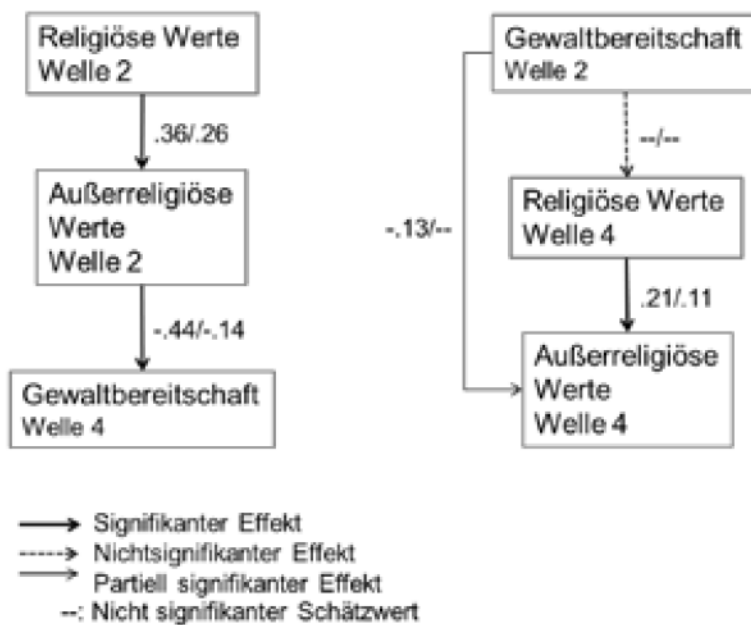 Religiöse Werte
Welle 2
.36/.26
Außerreligiöse
Werte
Welle 2
-.44/-.14
Gewaltbereitschaft
Welle 4
Gewaltbereitschaft
Welle 2
--/--
-.13/--
Religiöse Werte
Welle 4
.21/.11
Außerreligiöse
Werte
Welle 4
Signifikanter Effekt
Nichtsignifikanter Effekt
Partiell signifikanter Effekt
--: Nicht signifikanter Schätzwert